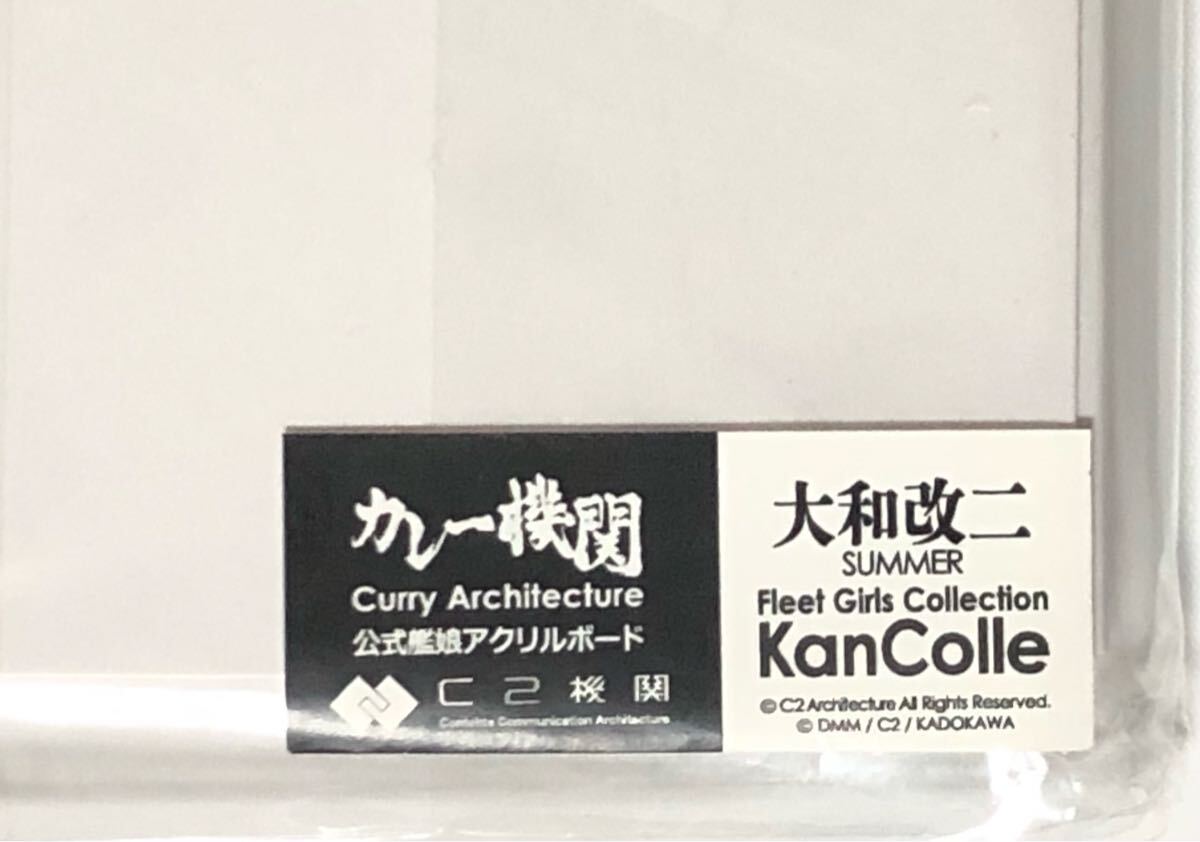 カレー機関
Curry Architecture
公式艦娘アクリルボード
C2機関
Communication Architecture
大和改二
SUMMER
Fleet Girls Collection
KanColle
© C2 Architecture All Rights Reserved.
© DMM / C2 / KADOKAWA